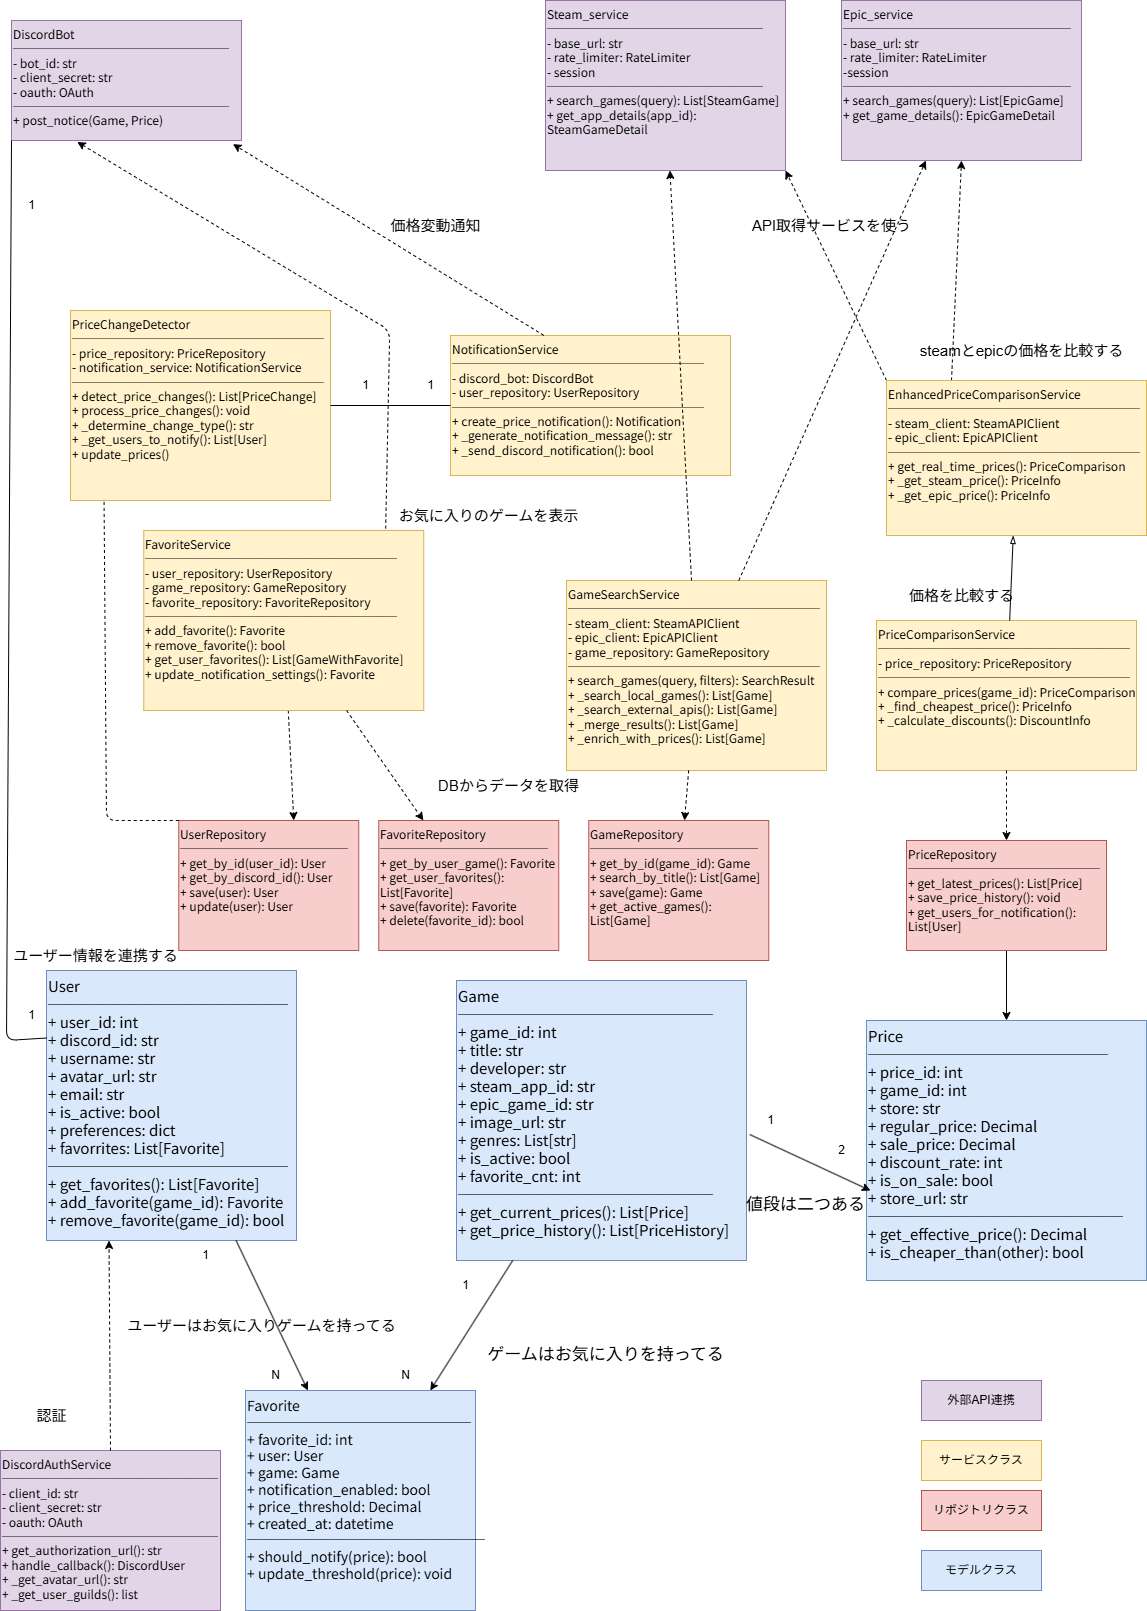 DiscordBot
- bot_id: str
- client_secret: str
- oauth: OAuth
+ post_notice(Game, Price)
Steam_service
- base_url: str
- rate_limiter: RateLimiter
- session
+ search_games(query): List[SteamGame]
+ get_app_details(app_id):
SteamGameDetail
Epic_service
- base_url: str
- rate_limiter: RateLimiter
-session
+ search_games(query): List[EpicGame]
+ get_game_details(): EpicGameDetail
1
価格変動通知
API取得サービスを使う
PriceChangeDetector
- price_repository: PriceRepository
- notification_service: NotificationService
+ detect_price_changes(): List[PriceChange]
+ process_price_changes(): void
+ _determine_change_type(): str
+ _get_users_to_notify(): List[User]
+ update_prices()
1
1
NotificationService
- discord_bot: DiscordBot
- user_repository: UserRepository
+ create_price_notification(): Notification
+ _generate_notification_message(): str
+ _send_discord_notification(): bool
steamとepicの価格を比較する
EnhancedPriceComparisonService
- steam_client: SteamAPIClient
- epic_client: EpicAPIClient
+ get_real_time_prices(): PriceComparison
+ _get_steam_price(): PriceInfo
+ _get_epic_price(): PriceInfo
お気に入りのゲームを表示
FavoriteService
- user_repository: UserRepository
- game_repository: GameRepository
- favorite_repository: FavoriteRepository
+ add_favorite(): Favorite
+ remove_favorite(): bool
+ get_user_favorites(): List[GameWithFavorite]
+ update_notification_settings(): Favorite
GameSearchService
- steam_client: SteamAPIClient
- epic_client: EpicAPIClient
- game_repository: GameRepository
+ search_games(query, filters): SearchResult
+ _search_local_games(): List[Game]
+ _search_external_apis(): List[Game]
+ _merge_results(): List[Game]
+ _enrich_with_prices(): List[Game]
価格を比較する
PriceComparisonService
- price_repository: PriceRepository
+ compare_prices(game_id): PriceComparison
+ _find_cheapest_price(): PriceInfo
+ _calculate_discounts(): DiscountInfo
DBからデータを取得
UserRepository
+ get_by_id(user_id): User
+ get_by_discord_id(): User
+ save(user): User
+ update(user): User
FavoriteRepository
+ get_by_user_game(): Favorite
+ get_user_favorites():
List[Favorite]
+ save(favorite): Favorite
+ delete(favorite_id): bool
GameRepository
+ get_by_id(game_id): Game
+ search_by_title(): List[Game]
+ save(game): Game
+ get_active_games():
List[Game]
PriceRepository
+ get_latest_prices(): List[Price]
+ save_price_history(): void
+ get_users_for_notification():
List[User]
ユーザー情報を連携する
1
User
+ user_id: int
+ discord_id: str
+ username: str
+ avatar_url: str
+ email: str
+ is_active: bool
+ preferences: dict
+ favorrites: List[Favorite]
+ get_favorites(): List[Favorite]
+ add_favorite(game_id): Favorite
+ remove_favorite(game_id): bool
Game
+ game_id: int
+ title: str
+ developer: str
+ steam_app_id: str
+ epic_game_id: str
+ image_url: str
+ genres: List[str]
+ is_active: bool
+ favorite_cnt: int
+ get_current_prices(): List[Price]
+ get_price_history(): List[PriceHistory]
1
2
値段は二つある
Price
+ price_id: int
+ game_id: int
+ store: str
+ regular_price: Decimal
+ sale_price: Decimal
+ discount_rate: int
+ is_on_sale: bool
+ store_url: str
+ get_effective_price(): Decimal
+ is_cheaper_than(other): bool
1
1
ユーザーはお気に入りゲームを持ってる
ゲームはお気に入りを持ってる
N
N
認証
Favorite
+ favorite_id: int
+ user: User
+ game: Game
+ notification_enabled: bool
+ price_threshold: Decimal
+ created_at: datetime
+ should_notify(price): bool
+ update_threshold(price): void
DiscordAuthService
- client_id: str
- client_secret: str
- oauth: OAuth
+ get_authorization_url(): str
+ handle_callback(): DiscordUser
+ _get_avatar_url(): str
+ _get_user_guilds(): list
外部API連携
サービスクラス
リポジトリクラス
モデルクラス